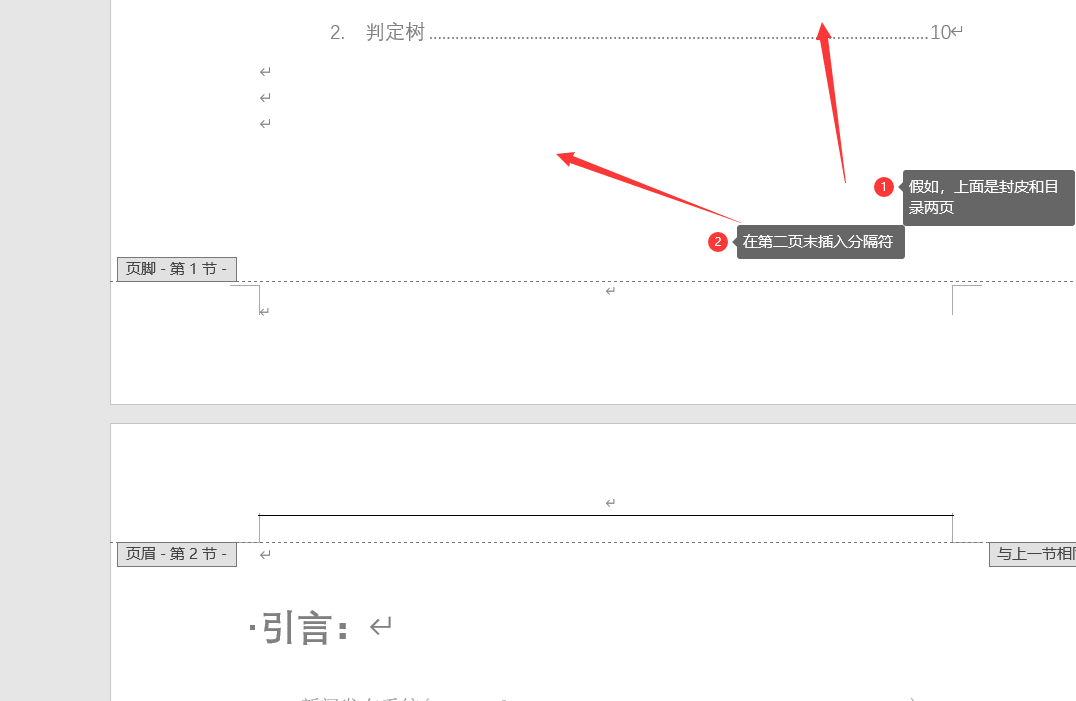 2. 判定树 ........................................ 10
1
假如，上面是封皮和目
录两页
2
在第二页末插入分隔符
页脚 - 第 1 节 -
页眉 - 第 2 节 -
与上一节相
·引言：